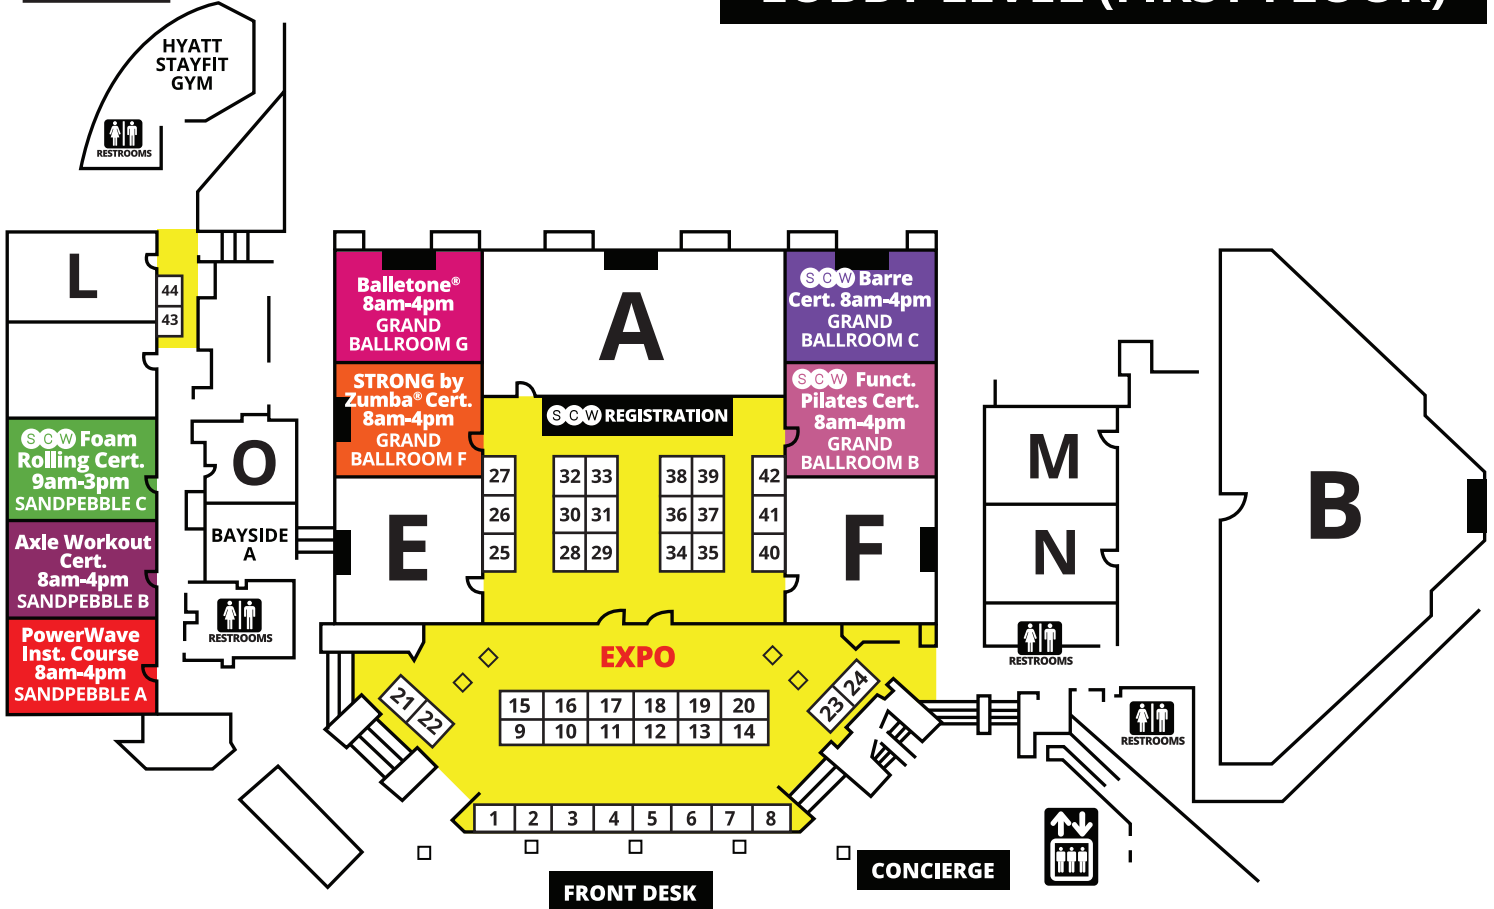 LOBBY LEVEL (FIRST FLOOR)
HYATT
STAYFIT
GYM
RESTROOMS
L
44
43
Balletone®
8am-4pm
GRAND
BALLROOM G
A
SCW Barre
Cert. 8am-4pm
GRAND
BALLROOM C
STRONG by
Zumba® Cert.
8am-4pm
GRAND
BALLROOM F
SCW REGISTRATION
SCW Funct.
Pilates Cert.
8am-4pm
GRAND
BALLROOM B
SCW Foam
Rolling Cert.
9am-3pm
SANDPEBBLE C
O
BAYSIDE
A
Axle Workout
Cert.
8am-4pm
SANDPEBBLE B
RESTROOMS
PowerWave
Inst. Course
8am-4pm
SANDPEBBLE A
E
27
26
25
32 33
30 31
28 29
38 39
36 37
34 35
42
41
40
F
M
N
RESTROOMS
B
RESTROOMS
EXPO
21
22
15 16 17 18 19 20
9 10 11 12 13 14
23
24
1 2 3 4 5 6 7 8
FRONT DESK
CONCIERGE